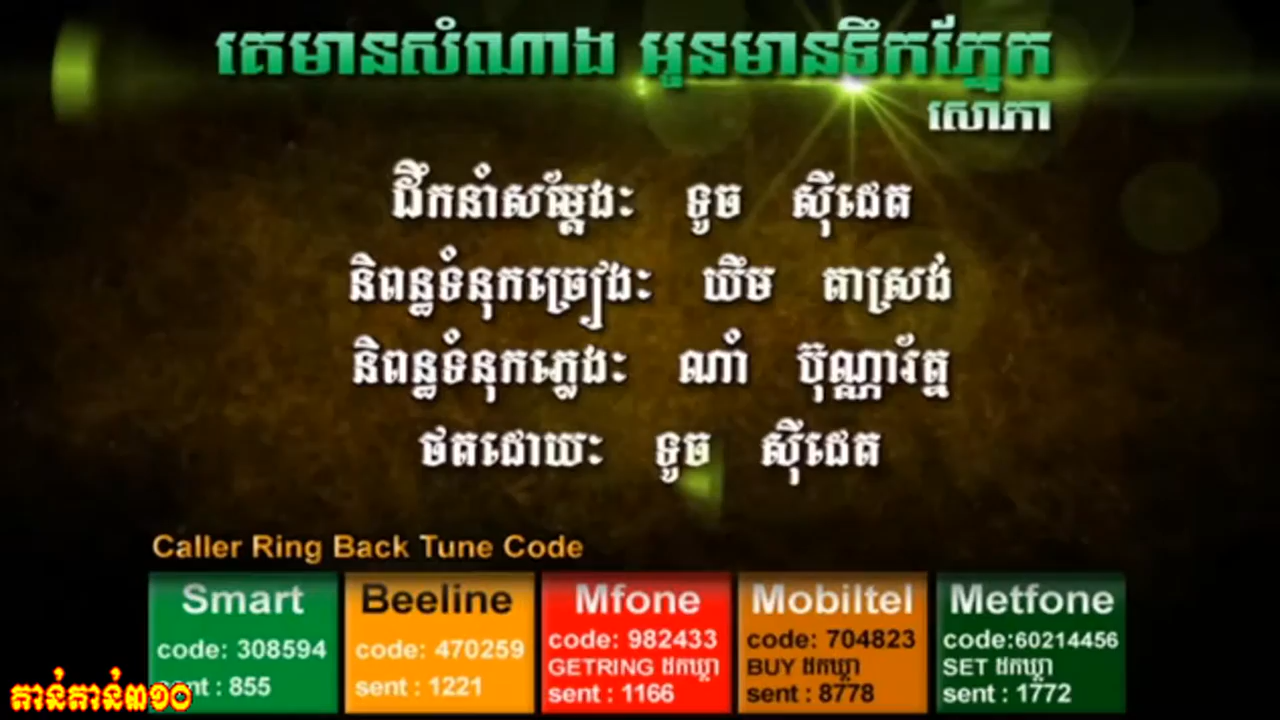 គេមានសំណាង អូនមានទឹកភ្នែក
សោភា
ដឹកនាំសម្តែងៈ ទូច ស៊ីដេត
និពន្ធទំនុកច្រៀងៈ ឃឹម តាស្រង់
និពន្ធទំនុកភ្លេងៈ ណាំ ប៊ុណ្ណារ័ត្ន
ថតដោយៈ ទូច ស៊ីដេត
Caller Ring Back Tune Code
Smart
code: 308594
sent : 855
Beeline
code: 470259
sent : 1221
Mfone
code: 982433
GETRING ដកឃ្លា
sent : 1166
Mobiltel
code: 704823
BUY ដកឃ្លា
sent : 8778
Metfone
code:60214456
SET ដកឃ្លា
sent : 1772
តាន់តាន់៣១០